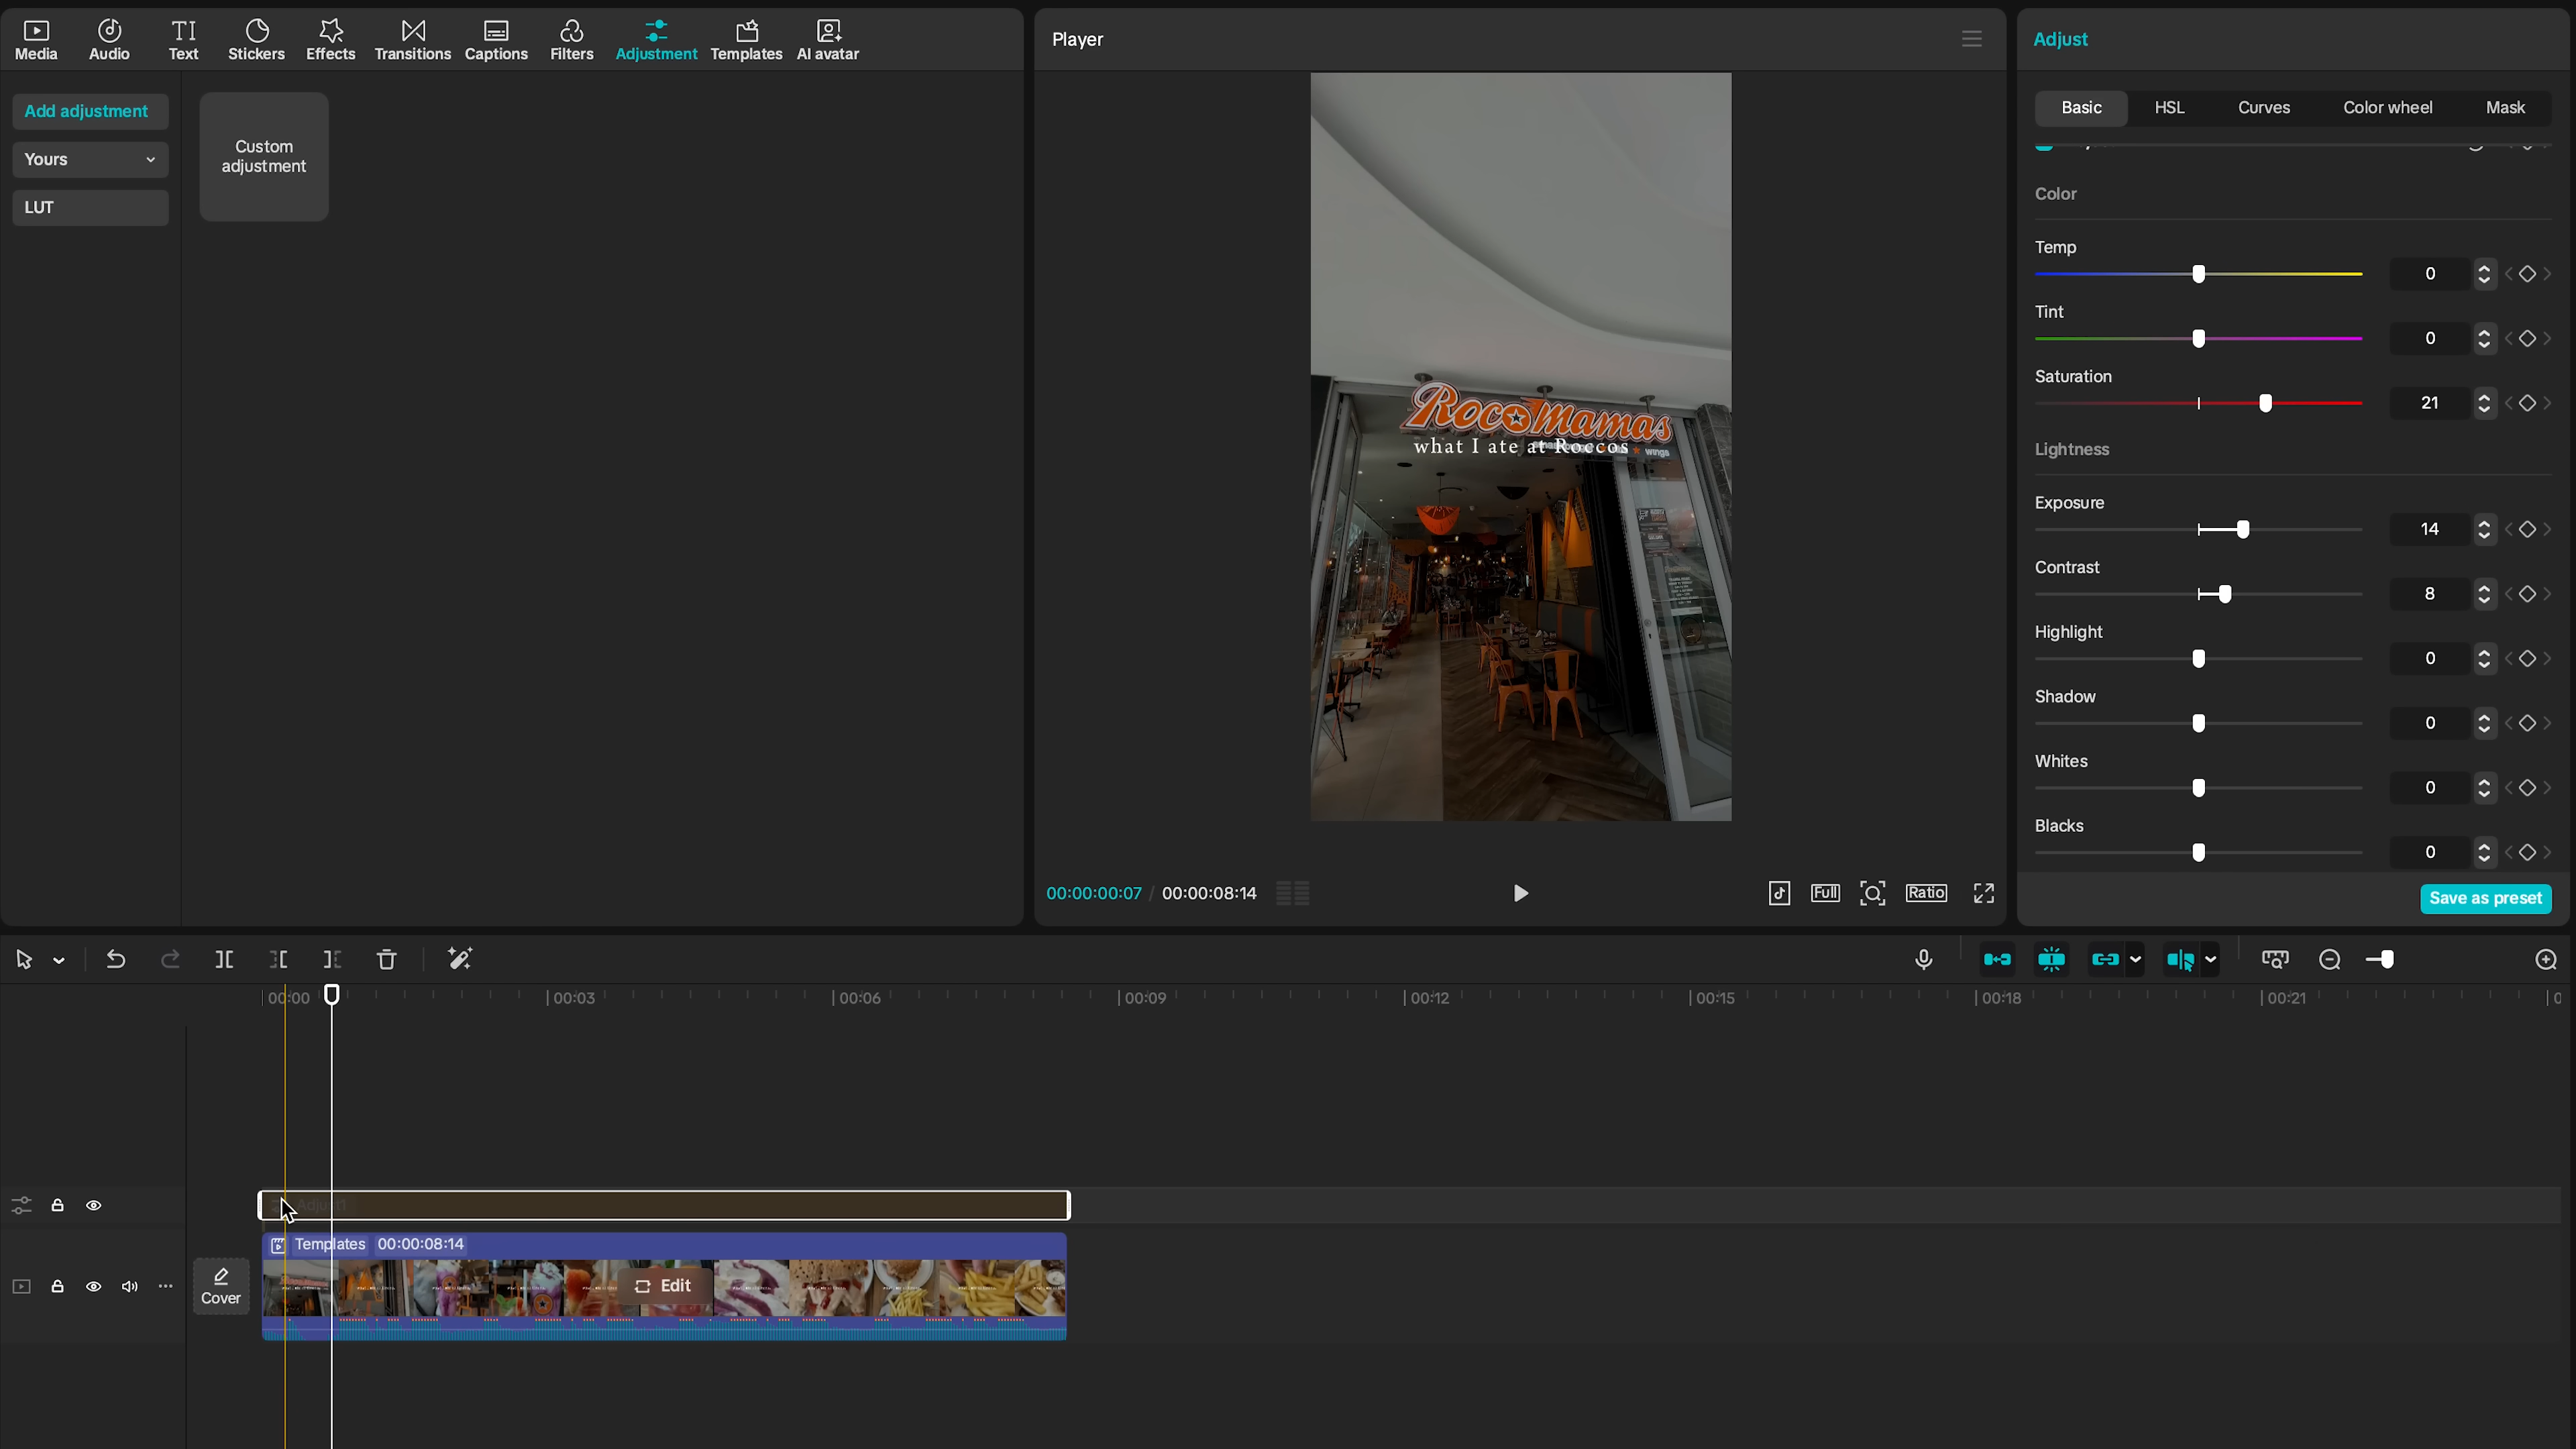 Media
Audio
Text
Stickers
Effects
Transitions
Captions
Filters
Adjustment
Templates
AI avatar
Add adjustment
Yours
LUT
Custom
adjustment
Player
RocoMamas
what I ate at Roccos
wings
00:00:00:07 / 00:00:08:14
Full
Ratio
Adjust
Basic
HSL
Curves
Color wheel
Mask
Color
Temp
0
Tint
0
Saturation
21
Lightness
Exposure
14
Contrast
8
Highlight
0
Shadow
0
Whites
0
Blacks
0
Save as preset
00:00
00:03
00:06
00:09
00:12
00:15
00:18
00:21
Templates 00:00:08:14
Cover
Edit